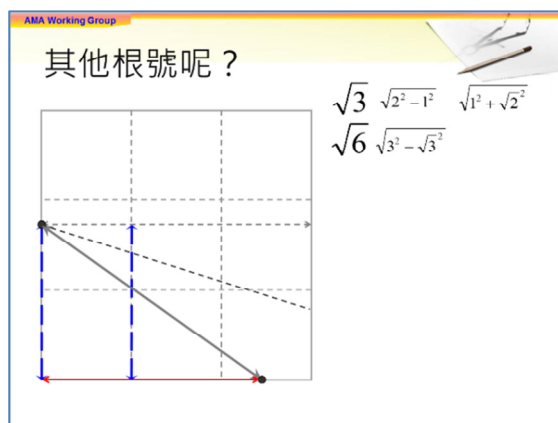 AMA Working Group
其他根號呢？
√3 √(2² − 1²) √(1² + √2²)
√6 √(3² − √3²)